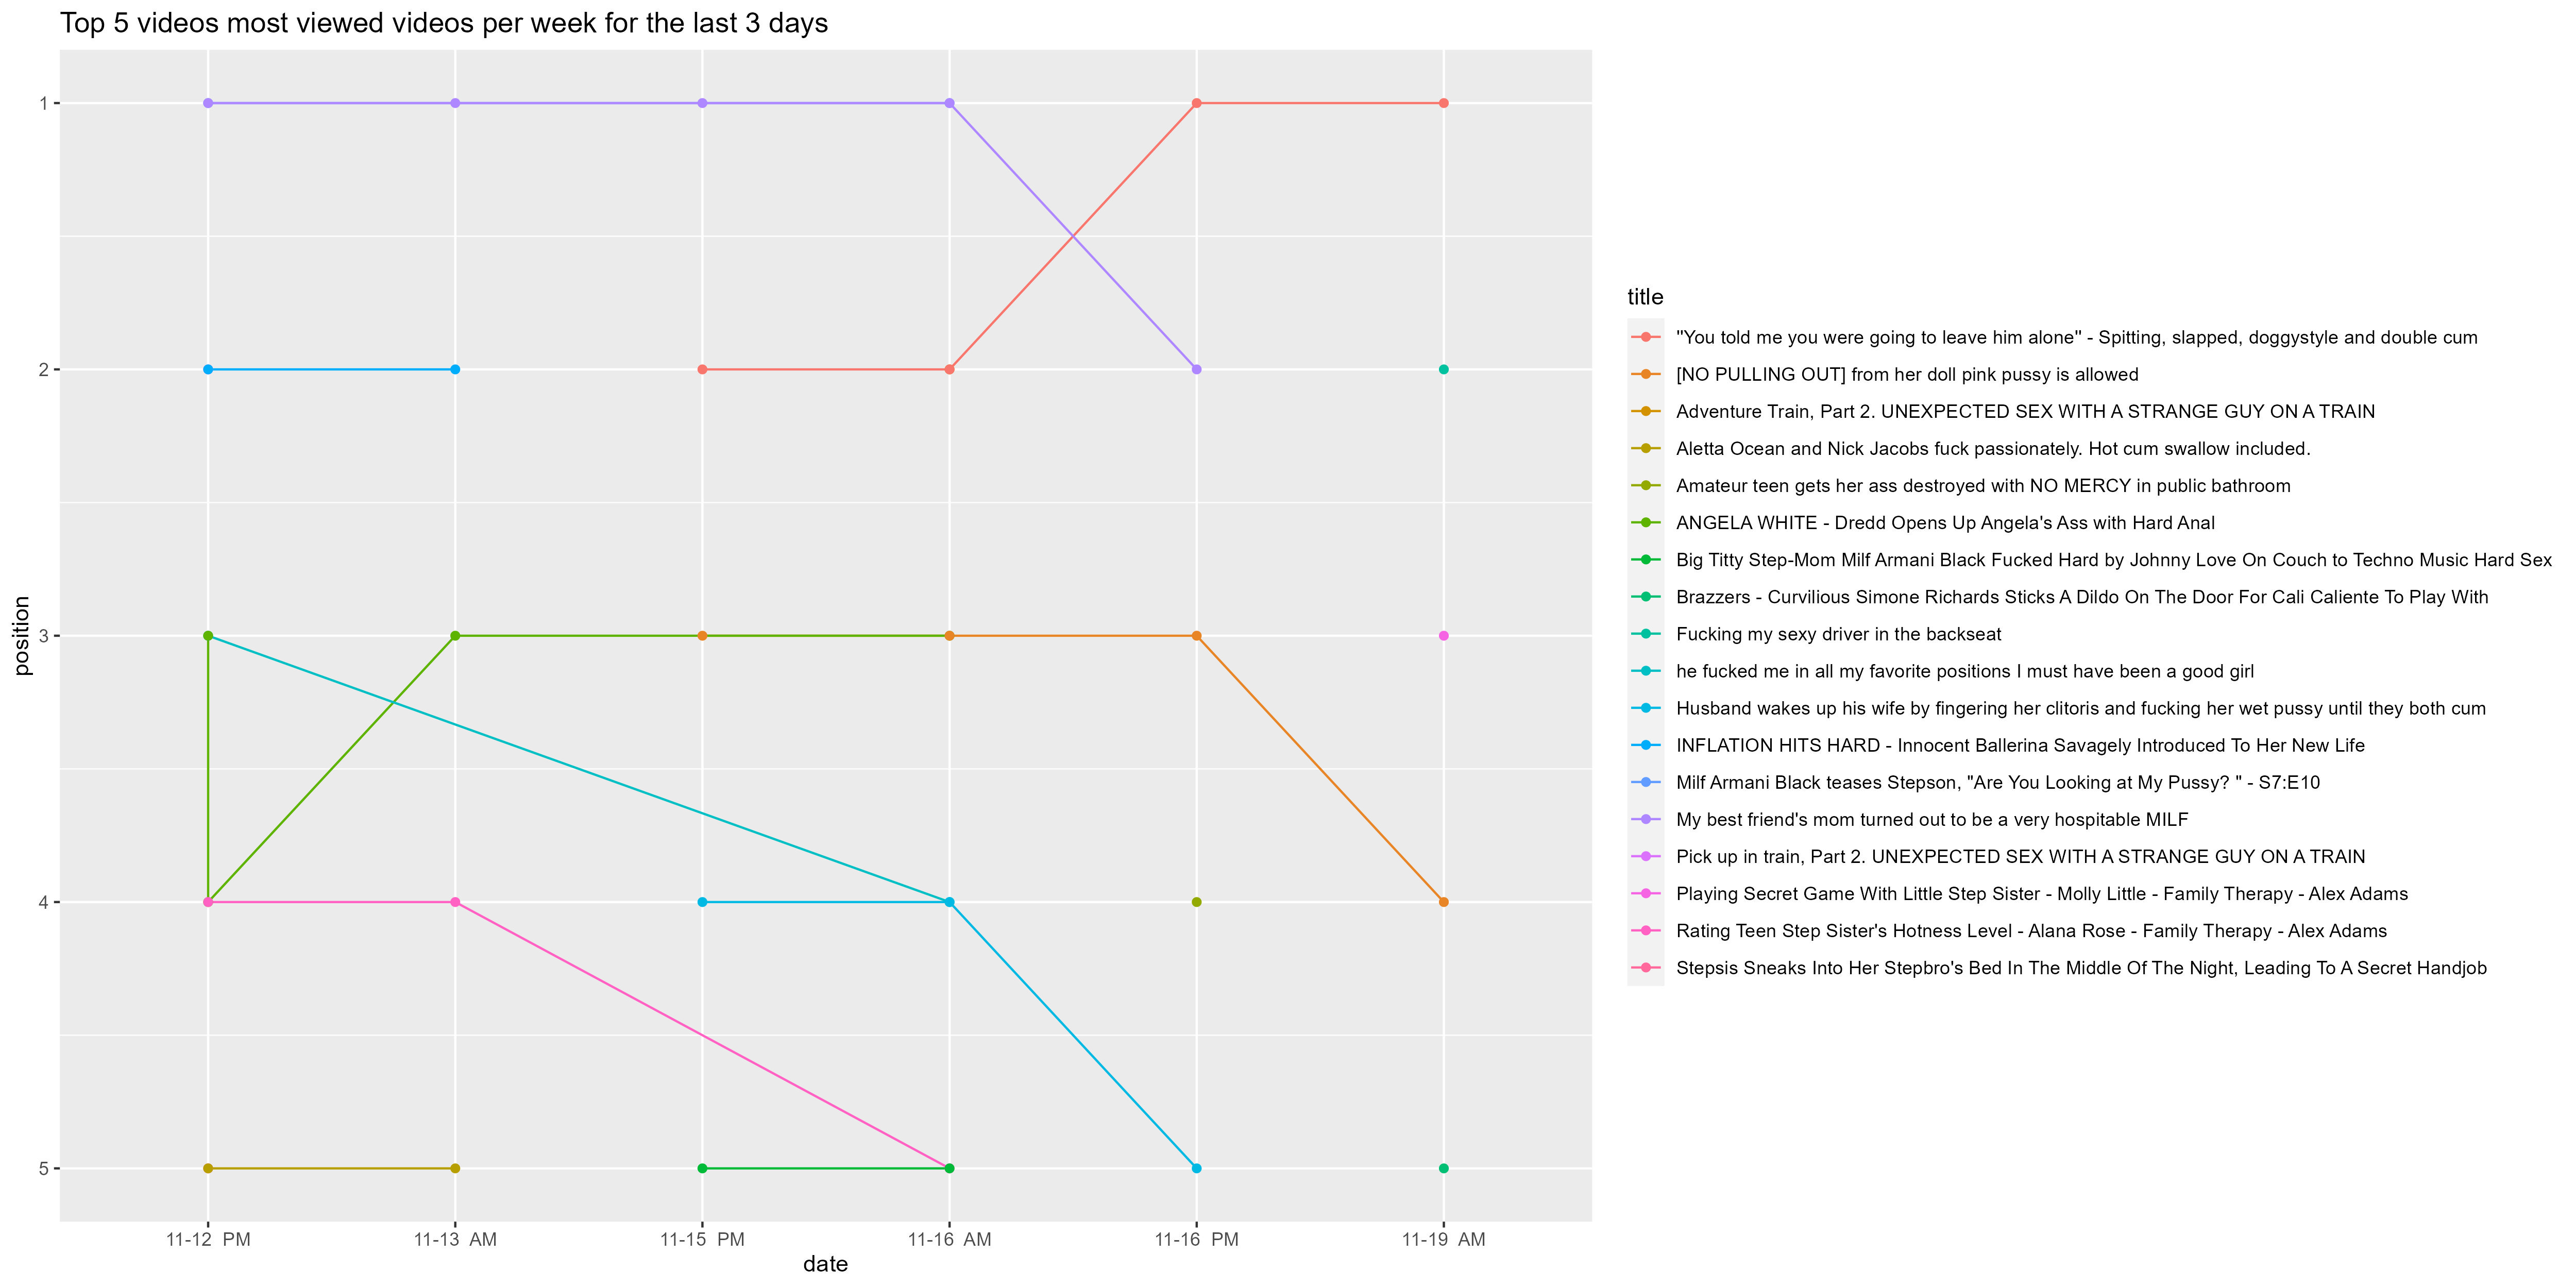 Top 5 videos most viewed videos per week for the last 3 days
position
1
2
3
4
5
11-12 PM
11-13 AM
11-15 PM
11-16 AM
11-16 PM
11-19 AM
date
title
"You told me you were going to leave him alone" - Spitting, slapped, doggystyle and double cum
[NO PULLING OUT] from her doll pink pussy is allowed
Adventure Train, Part 2. UNEXPECTED SEX WITH A STRANGE GUY ON A TRAIN
Aletta Ocean and Nick Jacobs fuck passionately. Hot cum swallow included.
Amateur teen gets her ass destroyed with NO MERCY in public bathroom
ANGELA WHITE - Dredd Opens Up Angela's Ass with Hard Anal
Big Titty Step-Mom Milf Armani Black Fucked Hard by Johnny Love On Couch to Techno Music Hard Sex
Brazzers - Curvilious Simone Richards Sticks A Dildo On The Door For Cali Caliente To Play With
Fucking my sexy driver in the backseat
he fucked me in all my favorite positions I must have been a good girl
Husband wakes up his wife by fingering her clitoris and fucking her wet pussy until they both cum
INFLATION HITS HARD - Innocent Ballerina Savagely Introduced To Her New Life
Milf Armani Black teases Stepson, "Are You Looking at My Pussy? " - S7:E10
My best friend's mom turned out to be a very hospitable MILF
Pick up in train, Part 2. UNEXPECTED SEX WITH A STRANGE GUY ON A TRAIN
Playing Secret Game With Little Step Sister - Molly Little - Family Therapy - Alex Adams
Rating Teen Step Sister's Hotness Level - Alana Rose - Family Therapy - Alex Adams
Stepsis Sneaks Into Her Stepbro's Bed In The Middle Of The Night, Leading To A Secret Handjob